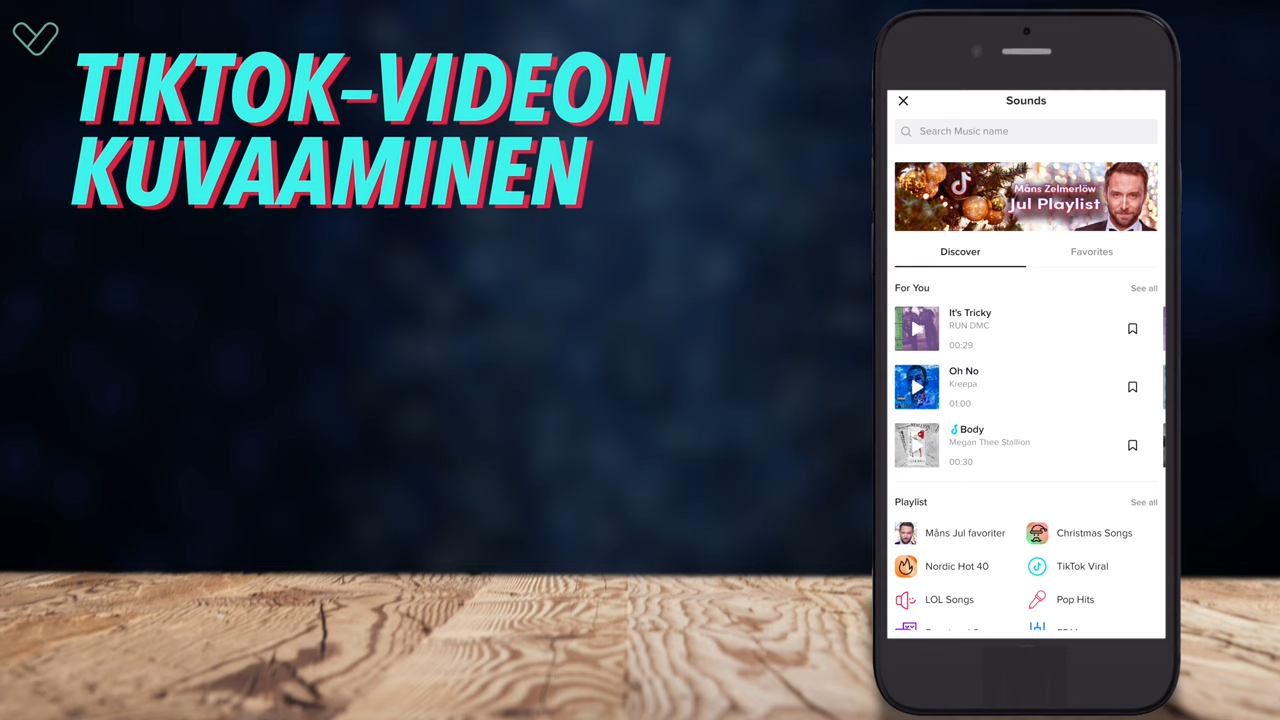 TIKTOK-VIDEON
KUVAAMINEN
Sounds
Search Music name
Måns Zelmerlöw
Jul Playlist
Discover
Favorites
For You
See all
It's Tricky
RUN DMC
00:29
Oh No
Kreepa
01:00
Body
Megan Thee Stallion
00:30
Playlist
See all
Måns Jul favoriter
Christmas Songs
Nordic Hot 40
TikTok Viral
LOL Songs
Pop Hits